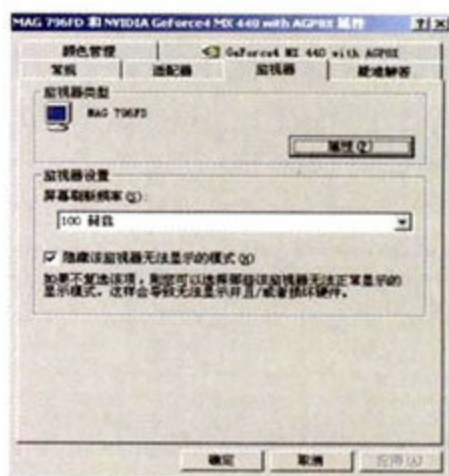 MAG 796FD 和 NVIDIA GeForce4 MX 440 with AGP8X 属性
颜色管理
GeForce4 MX 440 with AGP8X
常规
适配器
监视器
疑难解答
监视器类型
MAG 796FD
属性(P)
监视器设置
屏幕刷新频率(S):
100 赫兹
隐藏该监视器无法显示的模式(H)
如果不复选该项，则您可以选择那些该监视器无法正常显示的
显示模式。这样会导致无法显示并且/或者损坏硬件。
确定
取消
应用(A)